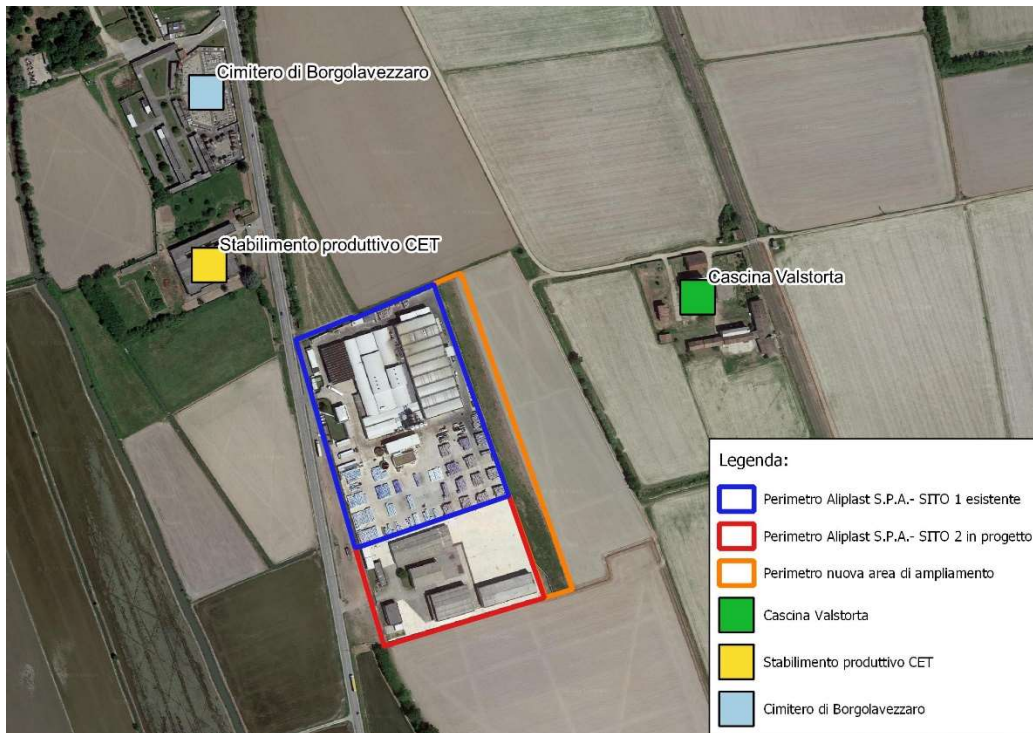 Cimitero di Borgolavezzaro
Stabilimento produttivo CET
Cascina Valstorta
Legenda:
Perimetro Aliplast S.P.A.- SITO 1 esistente
Perimetro Aliplast S.P.A.- SITO 2 in progetto
Perimetro nuova area di ampliamento
Cascina Valstorta
Stabilimento produttivo CET
Cimitero di Borgolavezzaro